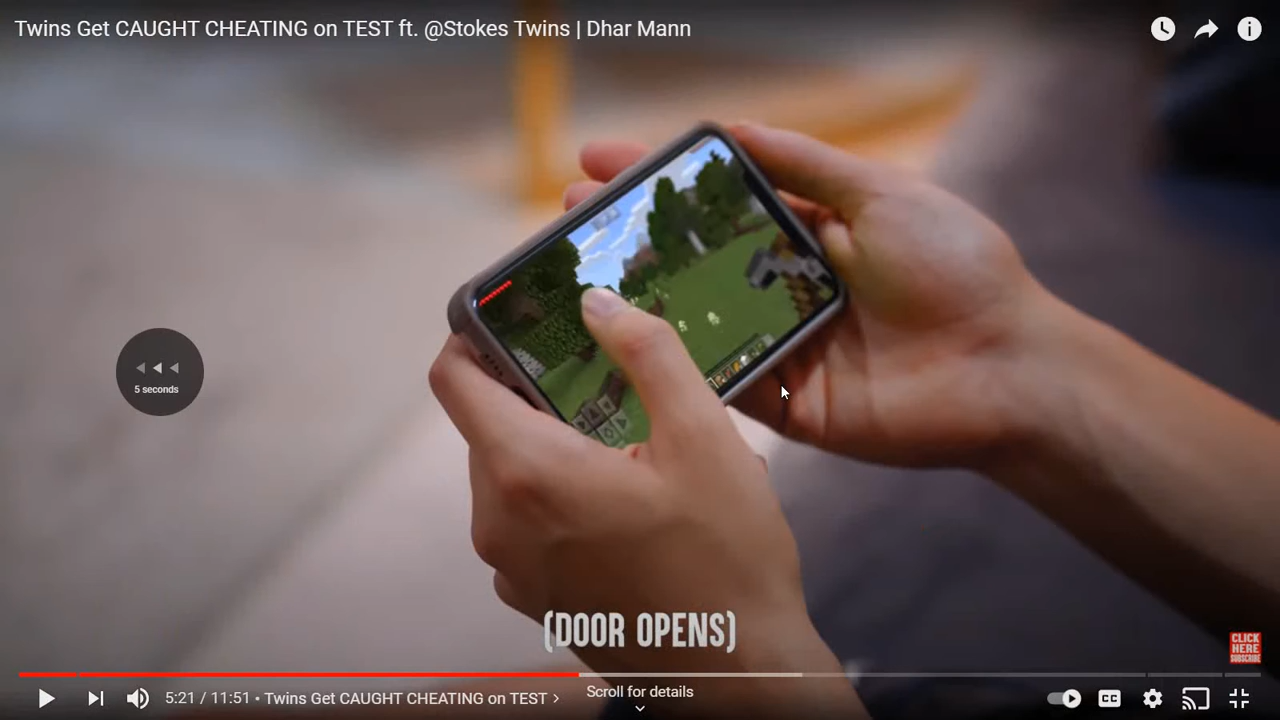 Twins Get CAUGHT CHEATING on TEST ft. @Stokes Twins | Dhar Mann
5 seconds
(DOOR OPENS)
CLICK
HERE
SUBSCRIBE
5:21 / 11:51 • Twins Get CAUGHT CHEATING on TEST >
Scroll for details
CC